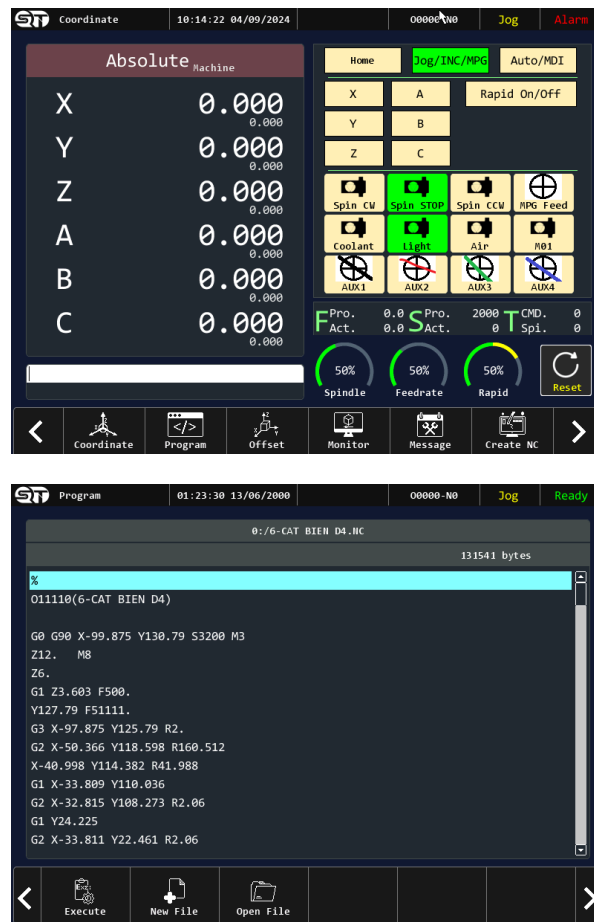 STN Coordinate 10:14:22 04/09/2024 O0000-N0 Jog Alarm
Absolute Machine
X 0.000
0.000
Y 0.000
0.000
Z 0.000
0.000
A 0.000
0.000
B 0.000
0.000
C 0.000
0.000
Home Jog/INC/MPG Auto/MDI
X A Rapid On/Off
Y B
Z C
Spin CW Spin STOP Spin CCW MPG Feed
Coolant Light Air M01
AUX1 AUX2 AUX3 AUX4
F Pro. 0.0 S Pro. 2000 T CMD. 0
Act. 0.0 Act. 0 Spi. 0
50% 50% 50%
Spindle Feedrate Rapid Reset
Coordinate Program Offset Monitor Message Create NC
STN Program 01:23:30 13/06/2000 O0000-N0 Jog Ready
0:/6-CAT BIEN D4.NC
131541 bytes
%
O11110(6-CAT BIEN D4)
G0 G90 X-99.875 Y130.79 S3200 M3
Z12. M8
Z6.
G1 Z3.603 F500.
Y127.79 F51111.
G3 X-97.875 Y125.79 R2.
G2 X-50.366 Y118.598 R160.512
X-40.998 Y114.382 R41.988
G1 X-33.809 Y110.036
G2 X-32.815 Y108.273 R2.06
G1 Y24.225
G2 X-33.811 Y22.461 R2.06
Execute New File Open File